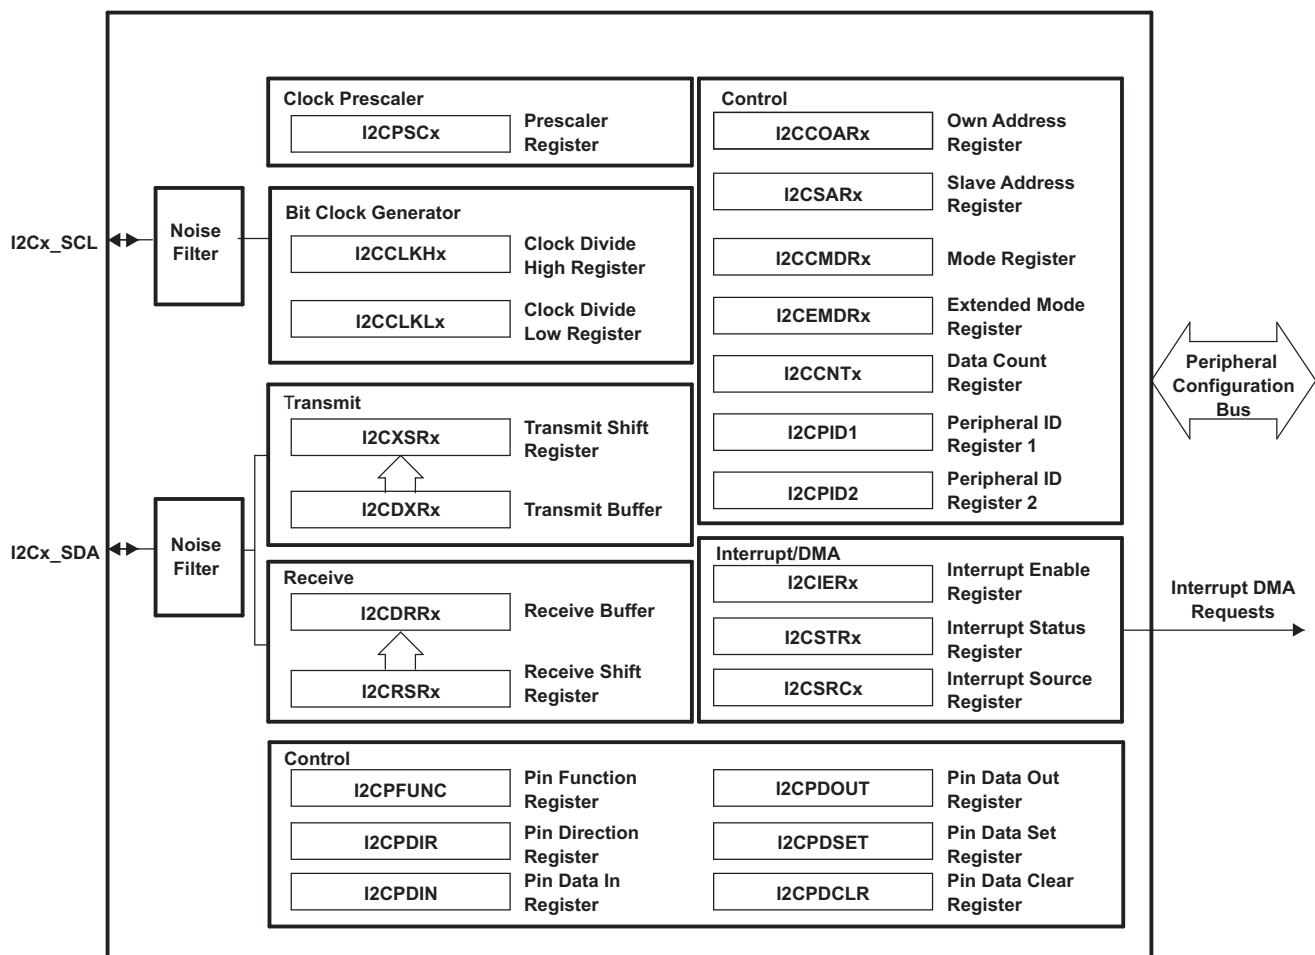 Clock Prescaler
I2CPSCx
Prescaler
Register
Control
I2CCOARx
Own Address
Register
I2CSARx
Slave Address
Register
I2CCMDRx
Mode Register
I2CEMDRx
Extended Mode
Register
I2CCNTx
Data Count
Register
I2CPID1
Peripheral ID
Register 1
I2CPID2
Peripheral ID
Register 2
I2Cx_SCL
Noise
Filter
Bit Clock Generator
I2CCLKHx
Clock Divide
High Register
I2CCLKLx
Clock Divide
Low Register
Peripheral
Configuration
Bus
Transmit
I2CXSRx
Transmit Shift
Register
I2CDXRx
Transmit Buffer
I2Cx_SDA
Noise
Filter
Receive
I2CDRRx
Receive Buffer
I2CRSRx
Receive Shift
Register
Interrupt/DMA
I2CIERx
Interrupt Enable
Register
I2CSTRx
Interrupt Status
Register
I2CSRCx
Interrupt Source
Register
Interrupt DMA
Requests
Control
I2CPFUNC
Pin Function
Register
I2CPDIR
Pin Direction
Register
I2CPDIN
Pin Data In
Register
I2CPDOUT
Pin Data Out
Register
I2CPDSET
Pin Data Set
Register
I2CPDCLR
Pin Data Clear
Register